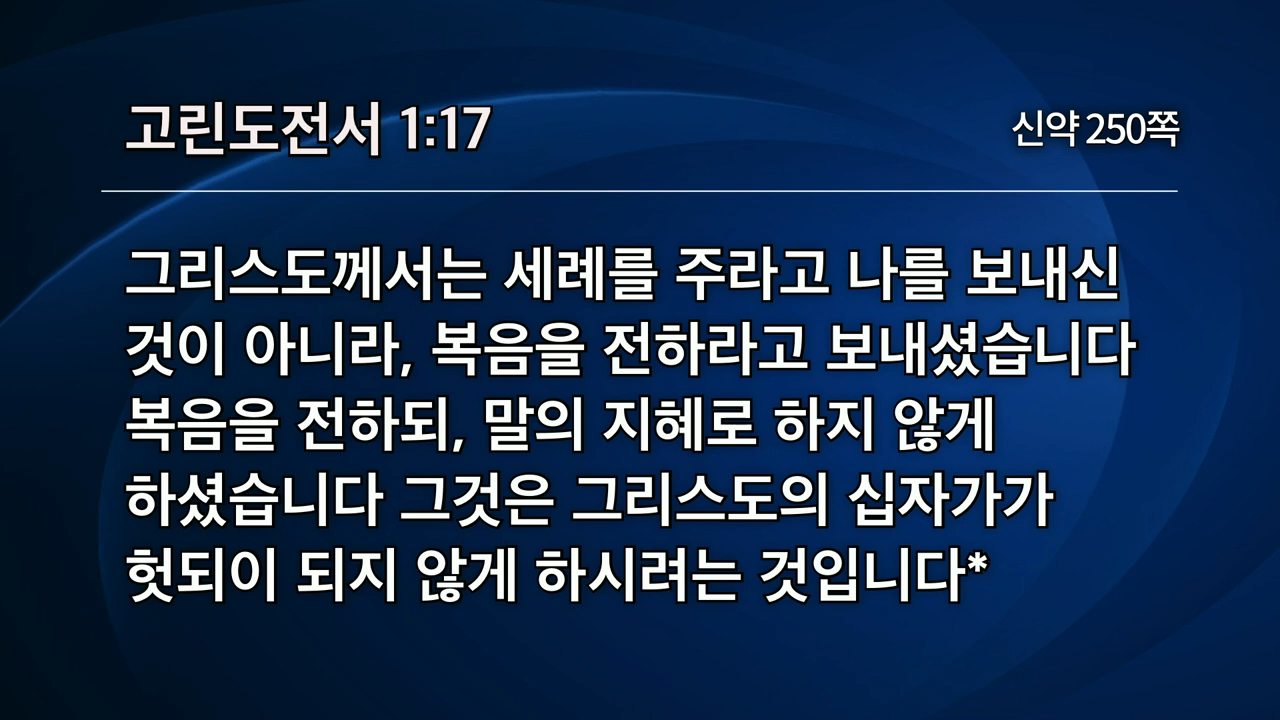 고린도전서 1:17
신약 250쪽
그리스도께서는 세례를 주라고 나를 보내신
것이 아니라, 복음을 전하라고 보내셨습니다
복음을 전하되, 말의 지혜로 하지 않게
하셨습니다 그것은 그리스도의 십자가가
헛되이 되지 않게 하시려는 것입니다*